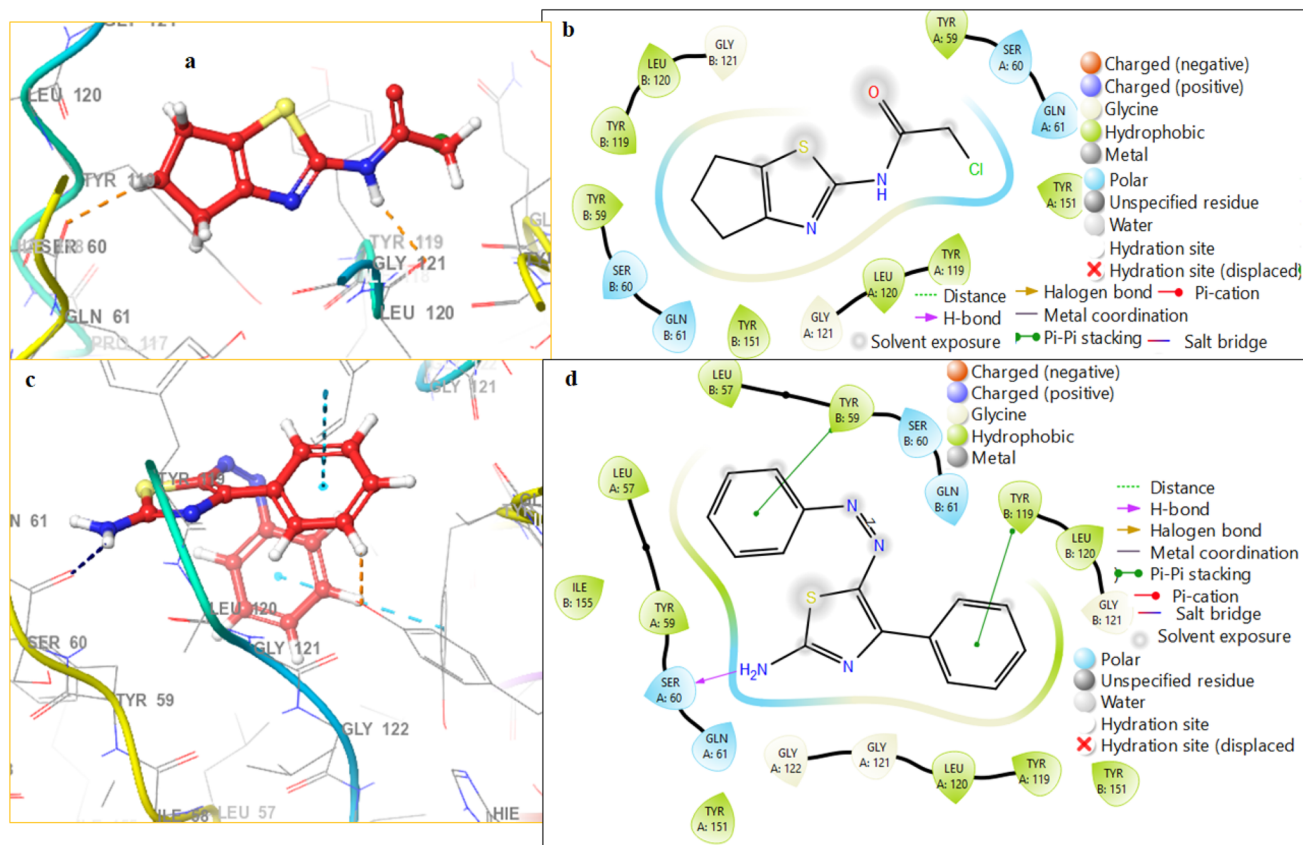 a
LEU 120
TYR 119
GLY 121
SER 60
LEU 120
GLN 61
PRO 117
b
TYR
A: 59
GLY
B: 121
SER
A: 60
LEU
B: 120
GLN
A: 61
TYR
B: 119
O
S
N
H
N
Cl
TYR
A: 151
TYR
B: 59
SER
B: 60
GLN
B: 61
TYR
B: 151
GLY
A: 121
LEU
A: 120
TYR
A: 119
Charged (negative)
Charged (positive)
Glycine
Hydrophobic
Metal
Polar
Unspecified residue
Water
Hydration site
Hydration site (displaced)
Distance
Halogen bond
Pi-cation
H-bond
Metal coordination
Solvent exposure
Pi-Pi stacking
Salt bridge
c
GLY 121
TYR 119
N 61
LEU 120
GLY 121
SER 60
TYR 59
GLY 122
LEU 57
HIE
d
LEU
B: 57
TYR
B: 59
SER
B: 60
GLN
B: 61
LEU
A: 57
TYR
B: 119
LEU
B: 120
GLY
B: 121
ILE
B: 155
TYR
A: 59
SER
A: 60
GLN
A: 61
N
Z
N
S
N
H₂N
GLY
A: 122
GLY
A: 121
LEU
A: 120
TYR
A: 119
TYR
B: 151
TYR
A: 151
Charged (negative)
Charged (positive)
Glycine
Hydrophobic
Metal
Distance
H-bond
Halogen bond
Metal coordination
Pi-Pi stacking
Pi-cation
Salt bridge
Solvent exposure
Polar
Unspecified residue
Water
Hydration site
Hydration site (displaced